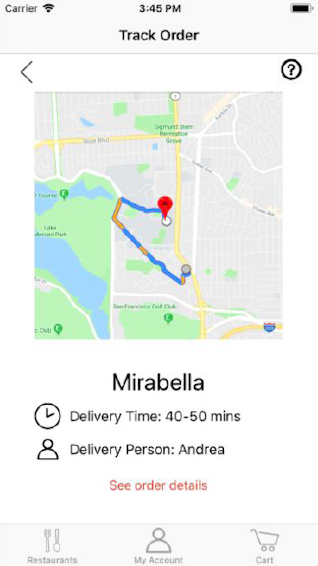 Carrier
3:45 PM
Track Order
?
Sloat Blvd
Sigmund Stern
Recreation
Grove
Lake
Merced Park
San Francisco Golf Club
280
Mirabella
Delivery Time: 40-50 mins
Delivery Person: Andrea
See order details
Restaurants
My Account
Cart